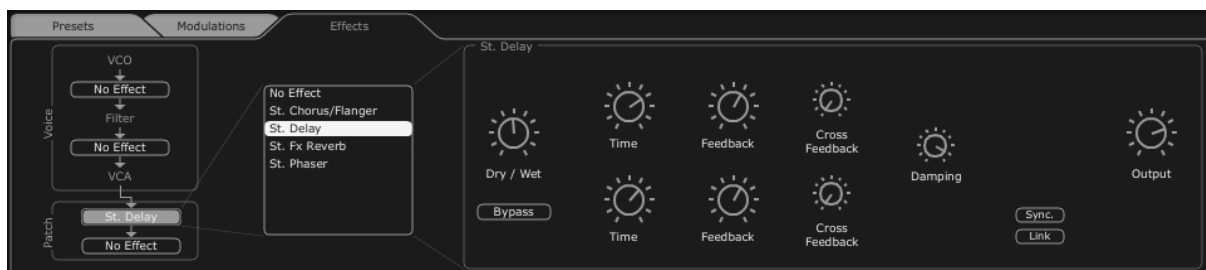 Presets
Modulations
Effects
Voice
VCO
No Effect
Filter
No Effect
VCA
Patch
St. Delay
No Effect
No Effect
St. Chorus/Flanger
St. Delay
St. Fx Reverb
St. Phaser
St. Delay
Dry / Wet
Bypass
Time
Feedback
Cross
Feedback
Time
Feedback
Cross
Feedback
Damping
Sync.
Link
Output